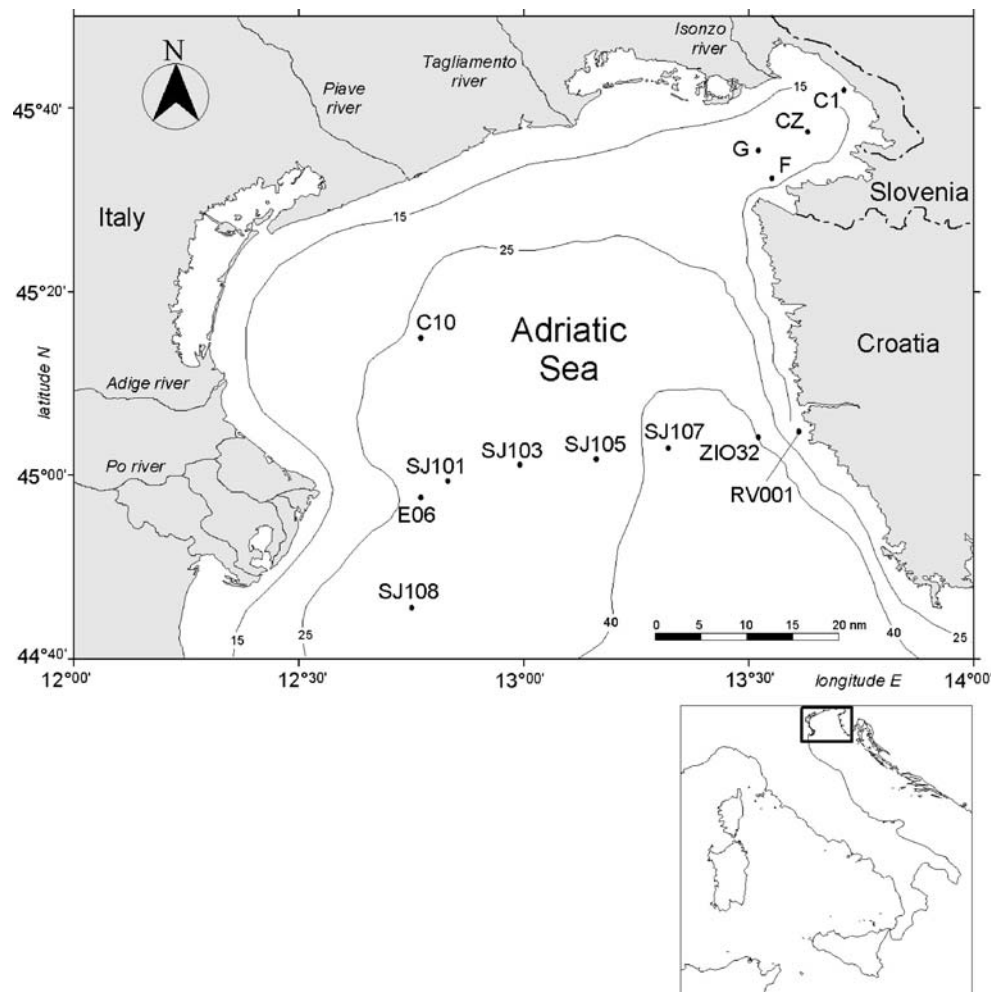 N
Isonzo
river
Tagliamento
river
Piave
river
15
C1
CZ
G
F
45°40'
Italy
Slovenia
15
25
45°20'
C10
Adriatic
Sea
Croatia
latitude N
Adige river
SJ103
SJ105
SJ107
ZIO32
SJ101
Po river
45°00'
E06
RV001
SJ108
0 5 10 15 20 nm
15
25
40
40
25
44°40'
12°00' 12°30' 13°00' 13°30' 14°00'
longitude E